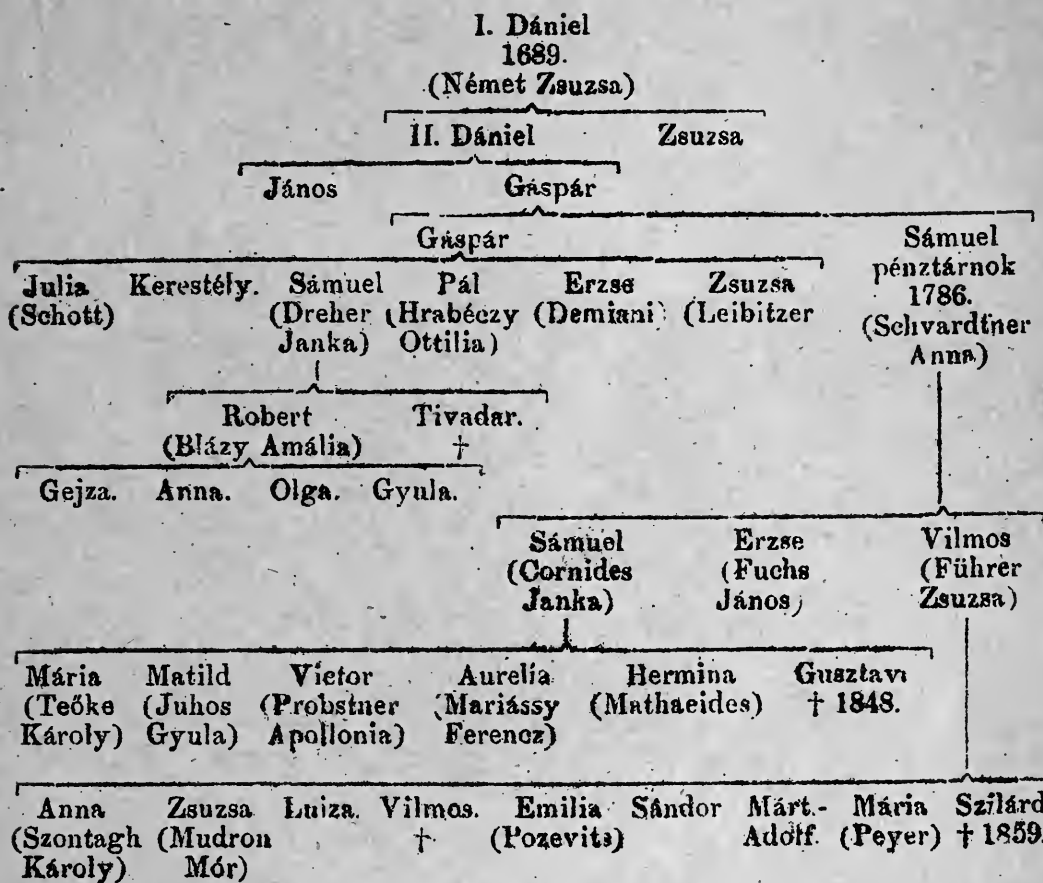 I. Dániel
1689.
(Német Zsuzsa)
II. Dániel Zsuzsa
János Gáspár
Gáspár Sámuel
pénztárnok
1786.
(Schvardtner
Anna)
Julia Kerestély. Sámuel Pál Erzse Zsuzsa
(Schott) (Dreher (Hrabéczy (Demiani) (Leibitzer
Janka) Ottilia)
Robert Tivadar.
(Blázy Amália) †
Gejza. Anna. Olga. Gyula.
Sámuel Erzse Vilmos
(Cornides (Fuchs (Führer
Janka) János) Zsuzsa)
Mária Matild Victor Aurelia Hermina Gusztav
(Teőke (Juhos (Probstner (Mariássy (Mathaeides) † 1848.
Károly) Gyula) Apollonia) Ferencz)
Anna Zsuzsa Luiza. Vilmos. Emilia Sándor Márt.- Mária Szilárd
(Szontagh (Mudron † (Pozevits) Adolf. (Peyer) † 1859.
Károly) Mór)